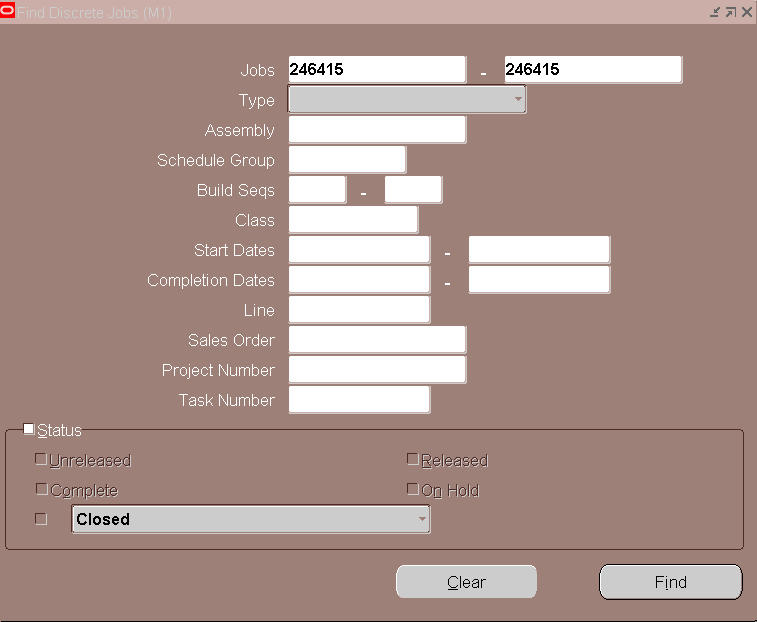 Find Discrete Jobs (M1)
Jobs 246415 - 246415
Type
Assembly
Schedule Group
Build Seqs -
Class
Start Dates -
Completion Dates -
Line
Sales Order
Project Number
Task Number
Status
Unreleased Released
Complete On Hold
Closed
Clear Find